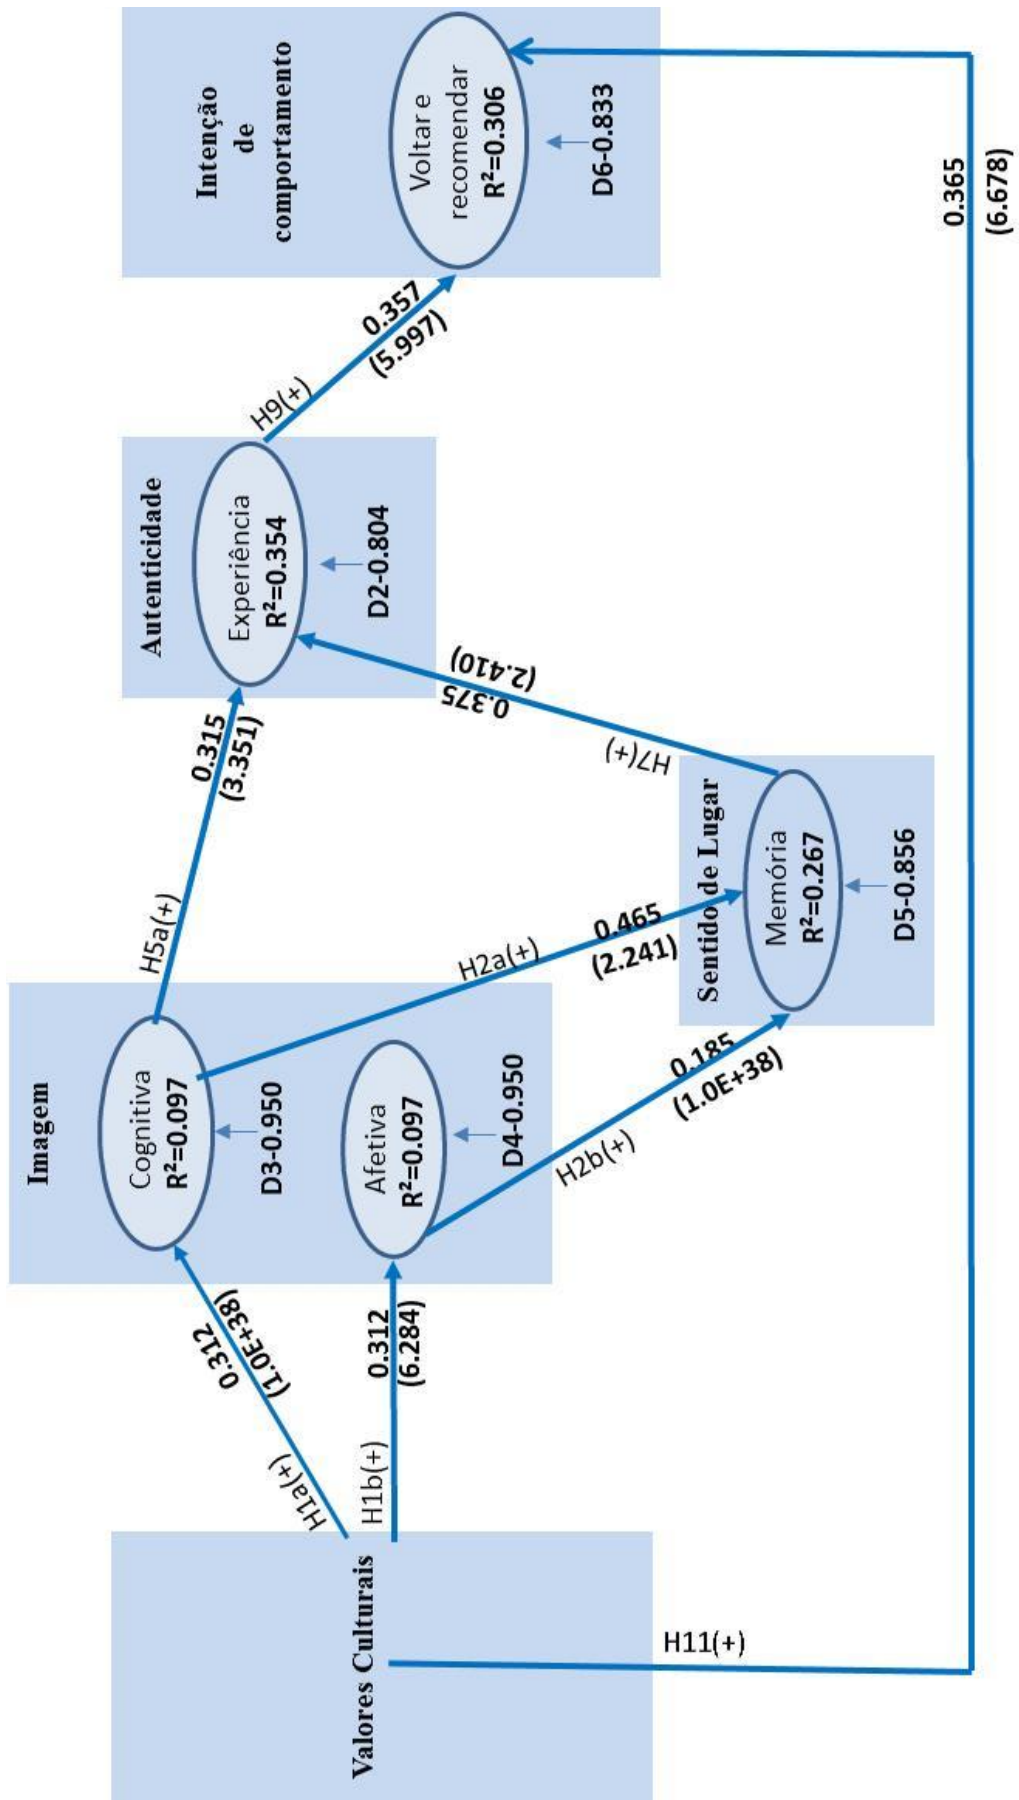 Valores Culturais
H1a(+)
0.312
(1.0E+38)
H1b(+)
0.312
(6.284)
H11(+)
0.365
(6.678)
Imagem
Cognitiva
R²=0.097
D3-0.950
Afetiva
R²=0.097
D4-0.950
H5a(+)
0.315
(3.351)
H2a(+)
0.465
(2.241)
H2b(+)
0.185
(1.0E+38)
Sentido de Lugar
Memória
R²=0.267
D5-0.856
H7(+)
0.375
(2.410)
Autenticidade
Experiência
R²=0.354
D2-0.804
H9(+)
0.357
(5.997)
Intenção
de
comportamento
Voltar e
recomendar
R²=0.306
D6-0.833